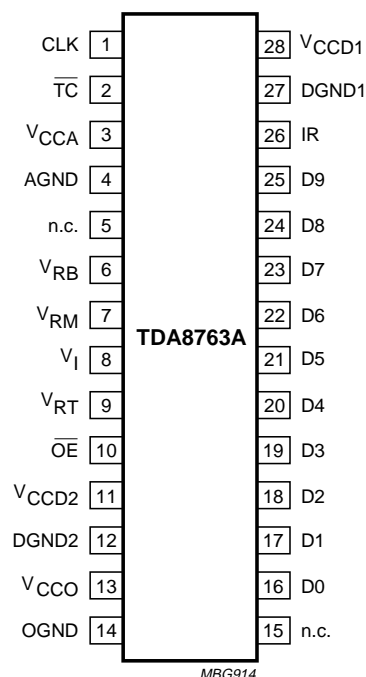 CLK 1 28 VCCD1
TC 2 27 DGND1
VCCA 3 26 IR
AGND 4 25 D9
n.c. 5 24 D8
VRB 6 23 D7
VRM 7 22 D6
TDA8763A
VI 8 21 D5
VRT 9 20 D4
OE 10 19 D3
VCCD2 11 18 D2
DGND2 12 17 D1
VCCO 13 16 D0
OGND 14 15 n.c.
MBG914